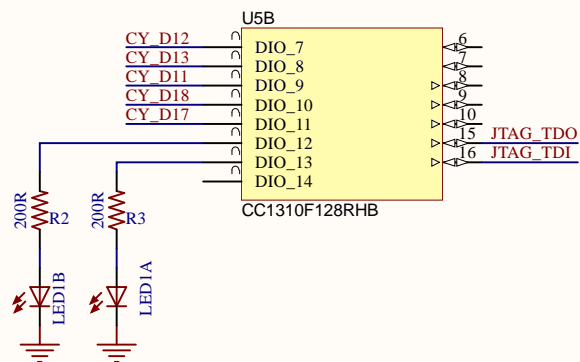 U5B
CY_D12 DIO_7 6
CY_D13 DIO_8 7
CY_D11 DIO_9 8
CY_D18 DIO_10 9
CY_D17 DIO_11 10
DIO_12 15 JTAG_TDO
DIO_13 16 JTAG_TDI
DIO_14
CC1310F128RHB
200R R2
200R R3
LED1B
LED1A